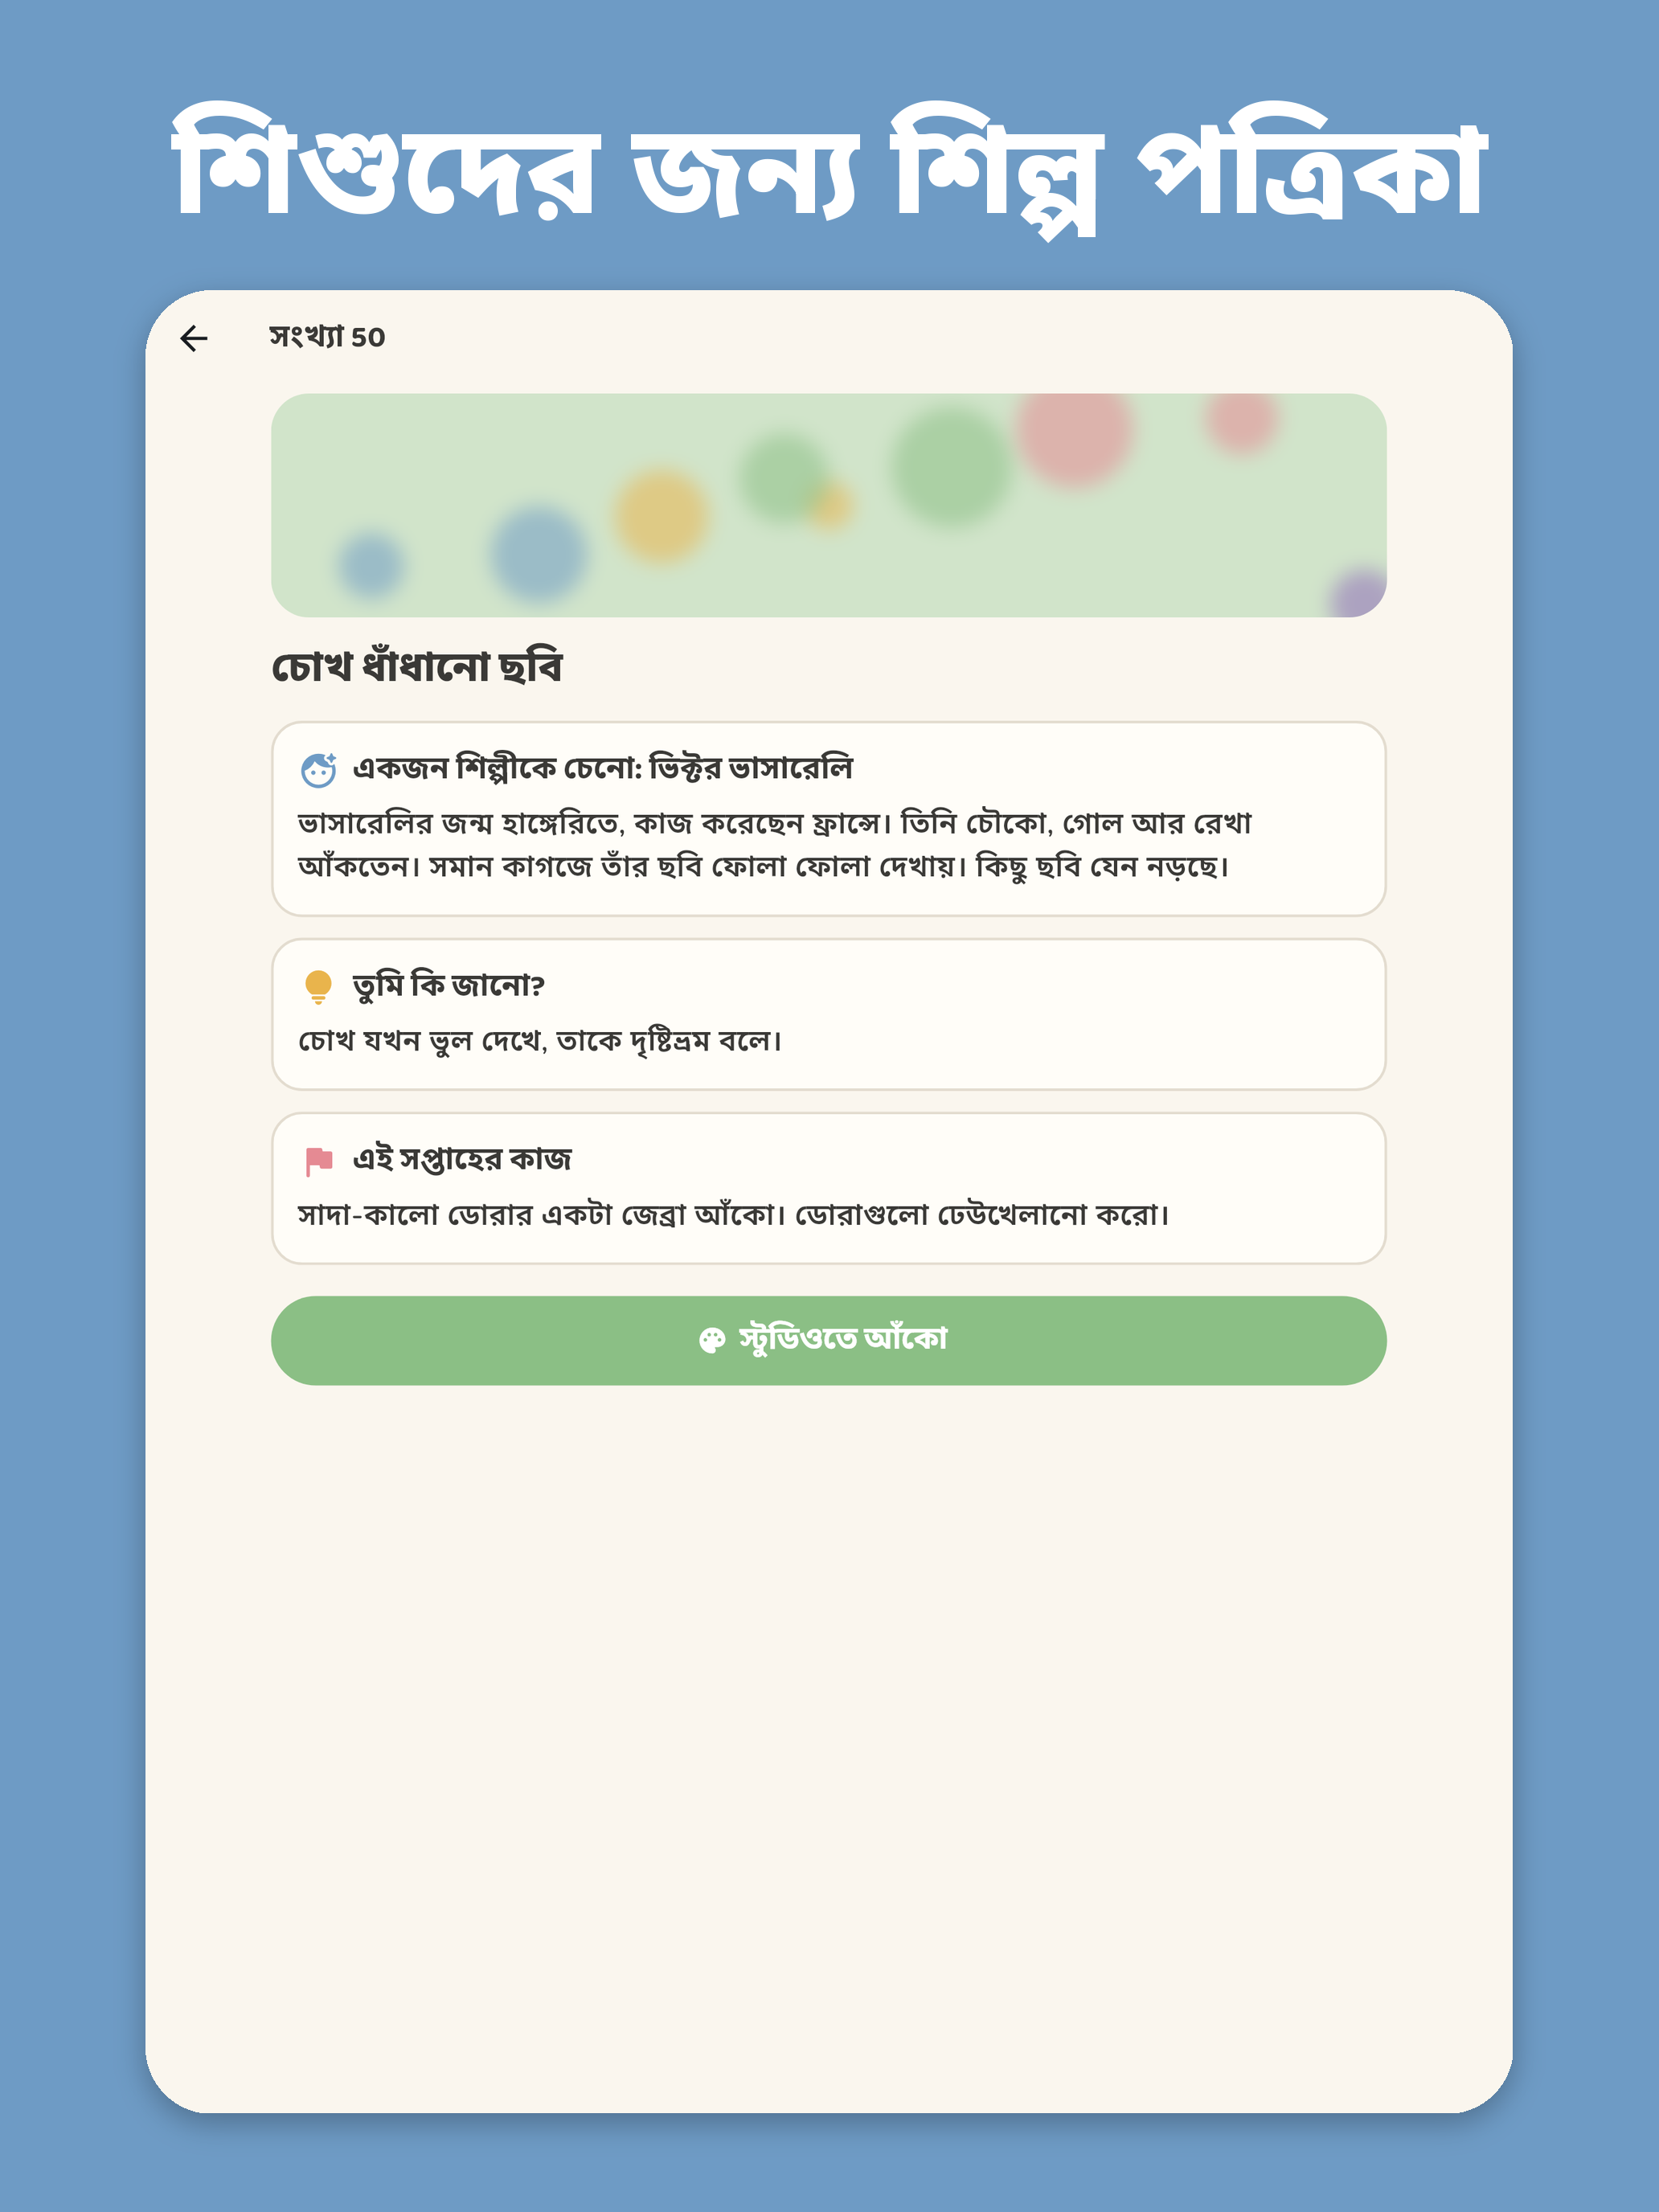 শিশুদের জন্য শিল্প পত্রিকা
সংখ্যা 50
চোখ ধাঁধানো ছবি
একজন শিল্পীকে চেনো: ভিক্টর ভাসারেলি
ভাসারেলির জন্ম হাঙ্গেরিতে, কাজ করেছেন ফ্রান্সে। তিনি চৌকো, গোল আর রেখা
আঁকতেন। সমান কাগজে তাঁর ছবি ফোলা ফোলা দেখায়। কিছু ছবি যেন নড়ছে।
তুমি কি জানো?
চোখ যখন ভুল দেখে, তাকে দৃষ্টিভ্রম বলে।
এই সপ্তাহের কাজ
সাদা-কালো ডোরার একটা জেব্রা আঁকো। ডোরাগুলো ঢেউখেলানো করো।
স্টুডিওতে আঁকো